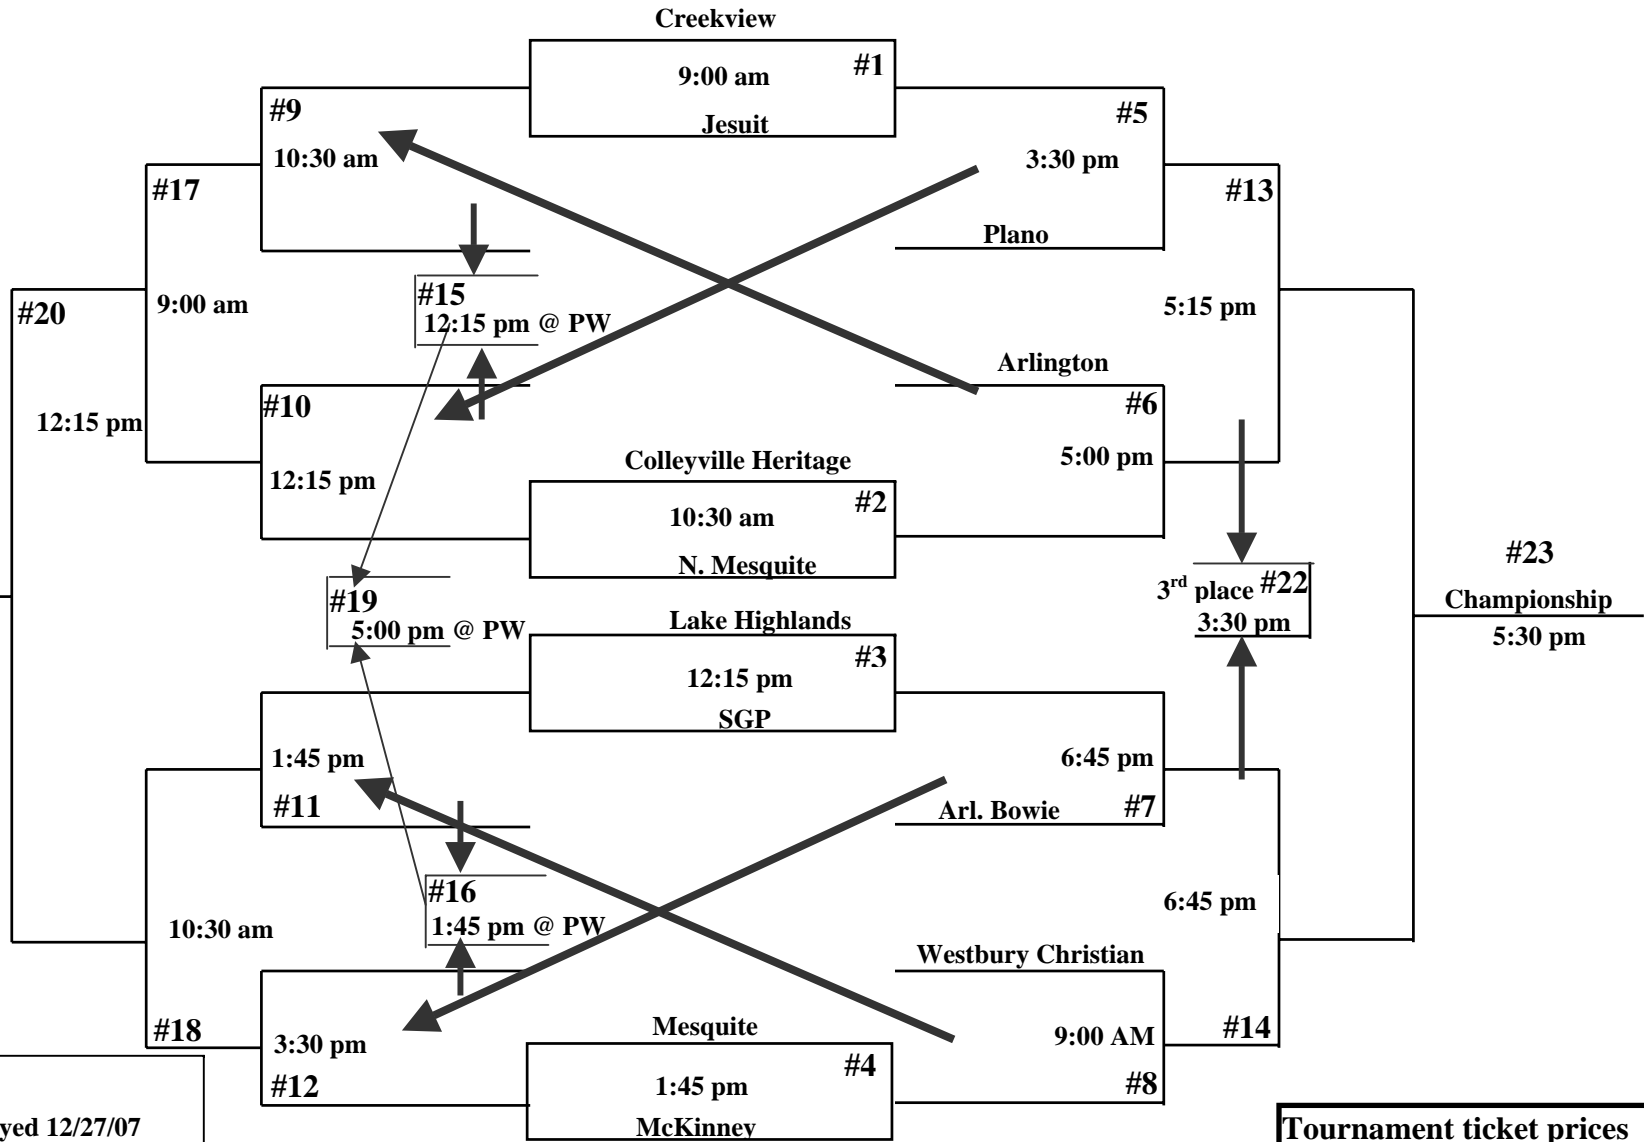 Creekview
#1
9:00 am
Jesuit
#9
10:30 am
#5
3:30 pm
#17
#13
Plano
#15
12:15 pm @ PW
9:00 am
#20
5:15 pm
Arlington
#10
#6
12:15 pm
Colleyville Heritage
5:00 pm
12:15 pm
#2
10:30 am
N. Mesquite
#23
3rd place #22
3:30 pm
Championship
5:30 pm
#19
5:00 pm @ PW
Lake Highlands
#3
12:15 pm
SGP
1:45 pm
#11
6:45 pm
Arl. Bowie
#7
#16
1:45 pm @ PW
6:45 pm
10:30 am
Westbury Christian
#18
3:30 pm
#12
Mesquite
#4
1:45 pm
McKinney
9:00 AM
#8
#14
yed 12/27/07
Tournament ticket prices